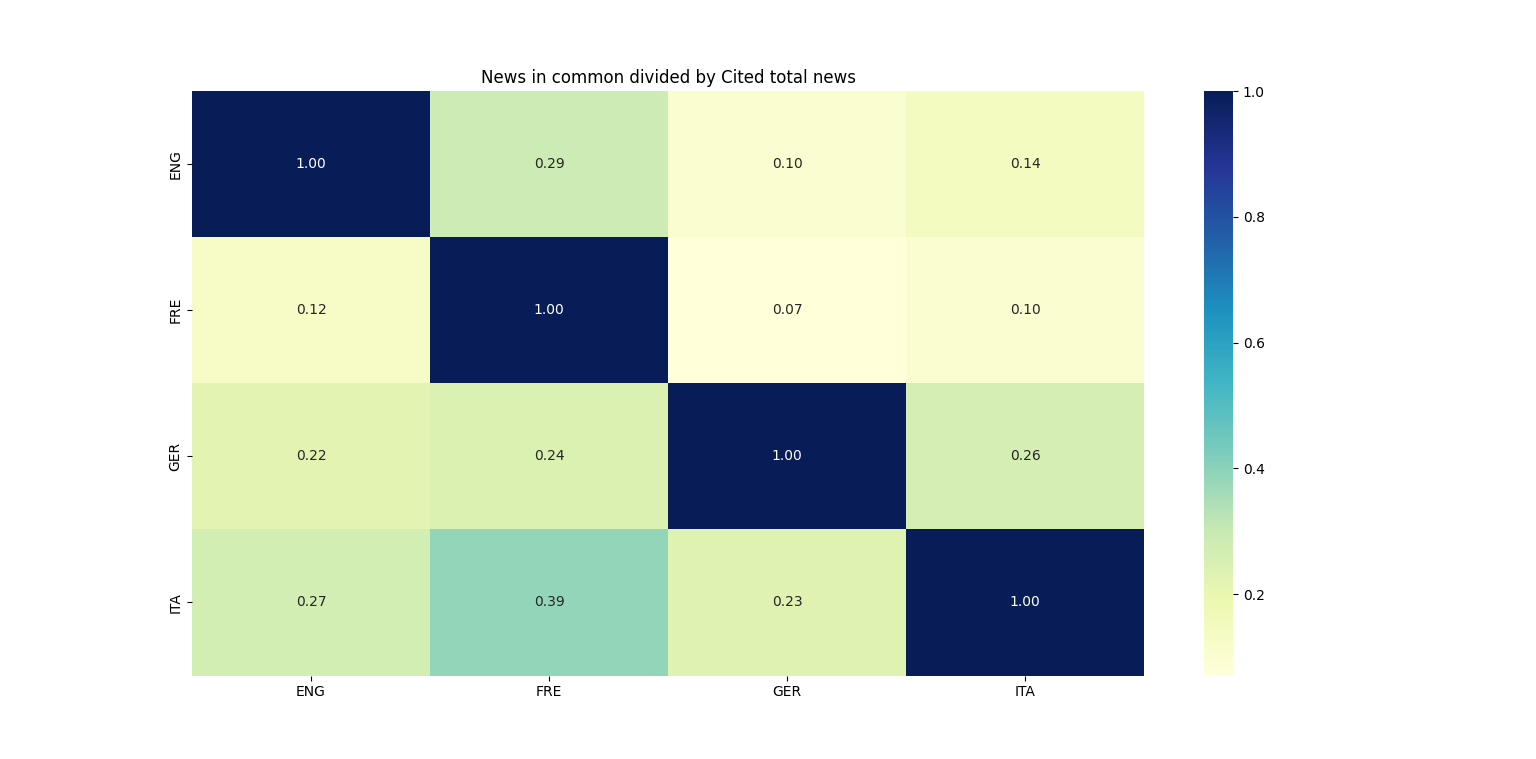 News in common divided by Cited total news
ENG 1.00 0.29 0.10 0.14
FRE 0.12 1.00 0.07 0.10
GER 0.22 0.24 1.00 0.26
ITA 0.27 0.39 0.23 1.00
ENG FRE GER ITA
1.0
0.8
0.6
0.4
0.2